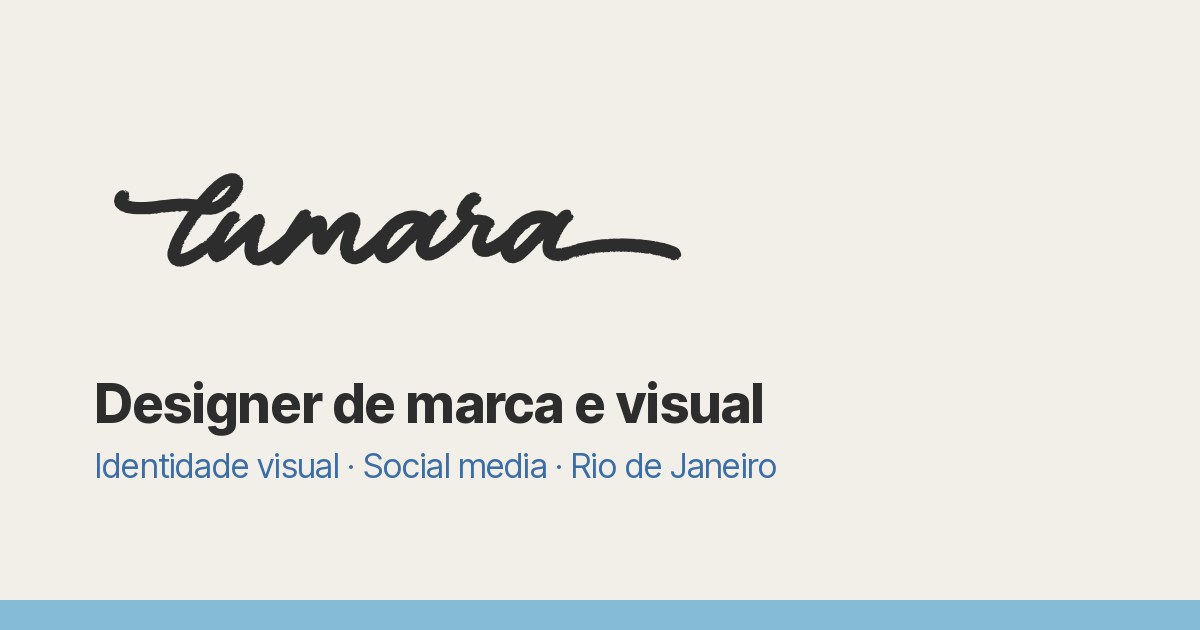 lumara
Designer de marca e visual
Identidade visual · Social media · Rio de Janeiro